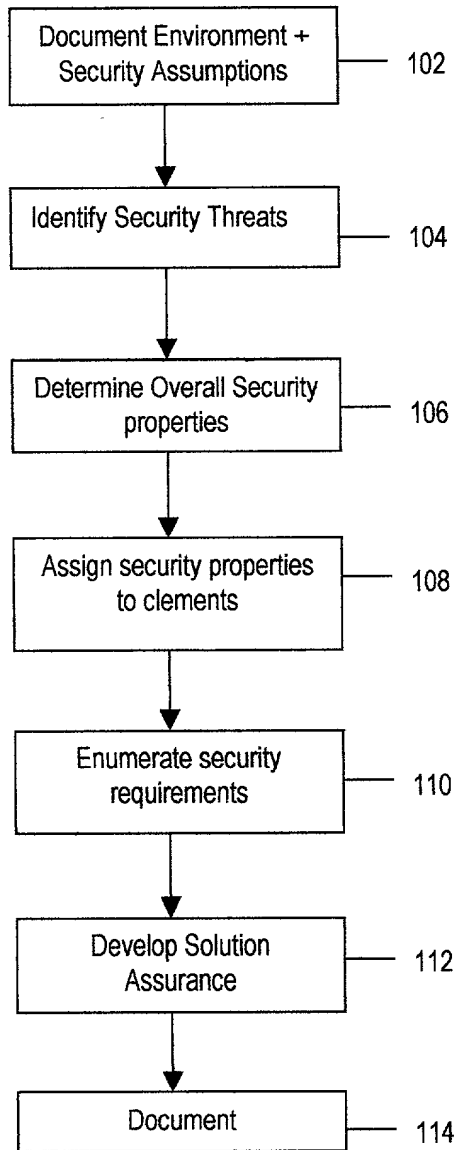 Document Environment +
Security Assumptions
102
Identify Security Threats
104
Determine Overall Security
properties
106
Assign security properties
to clements
108
Enumerate security
requirements
110
Develop Solution
Assurance
112
Document
114